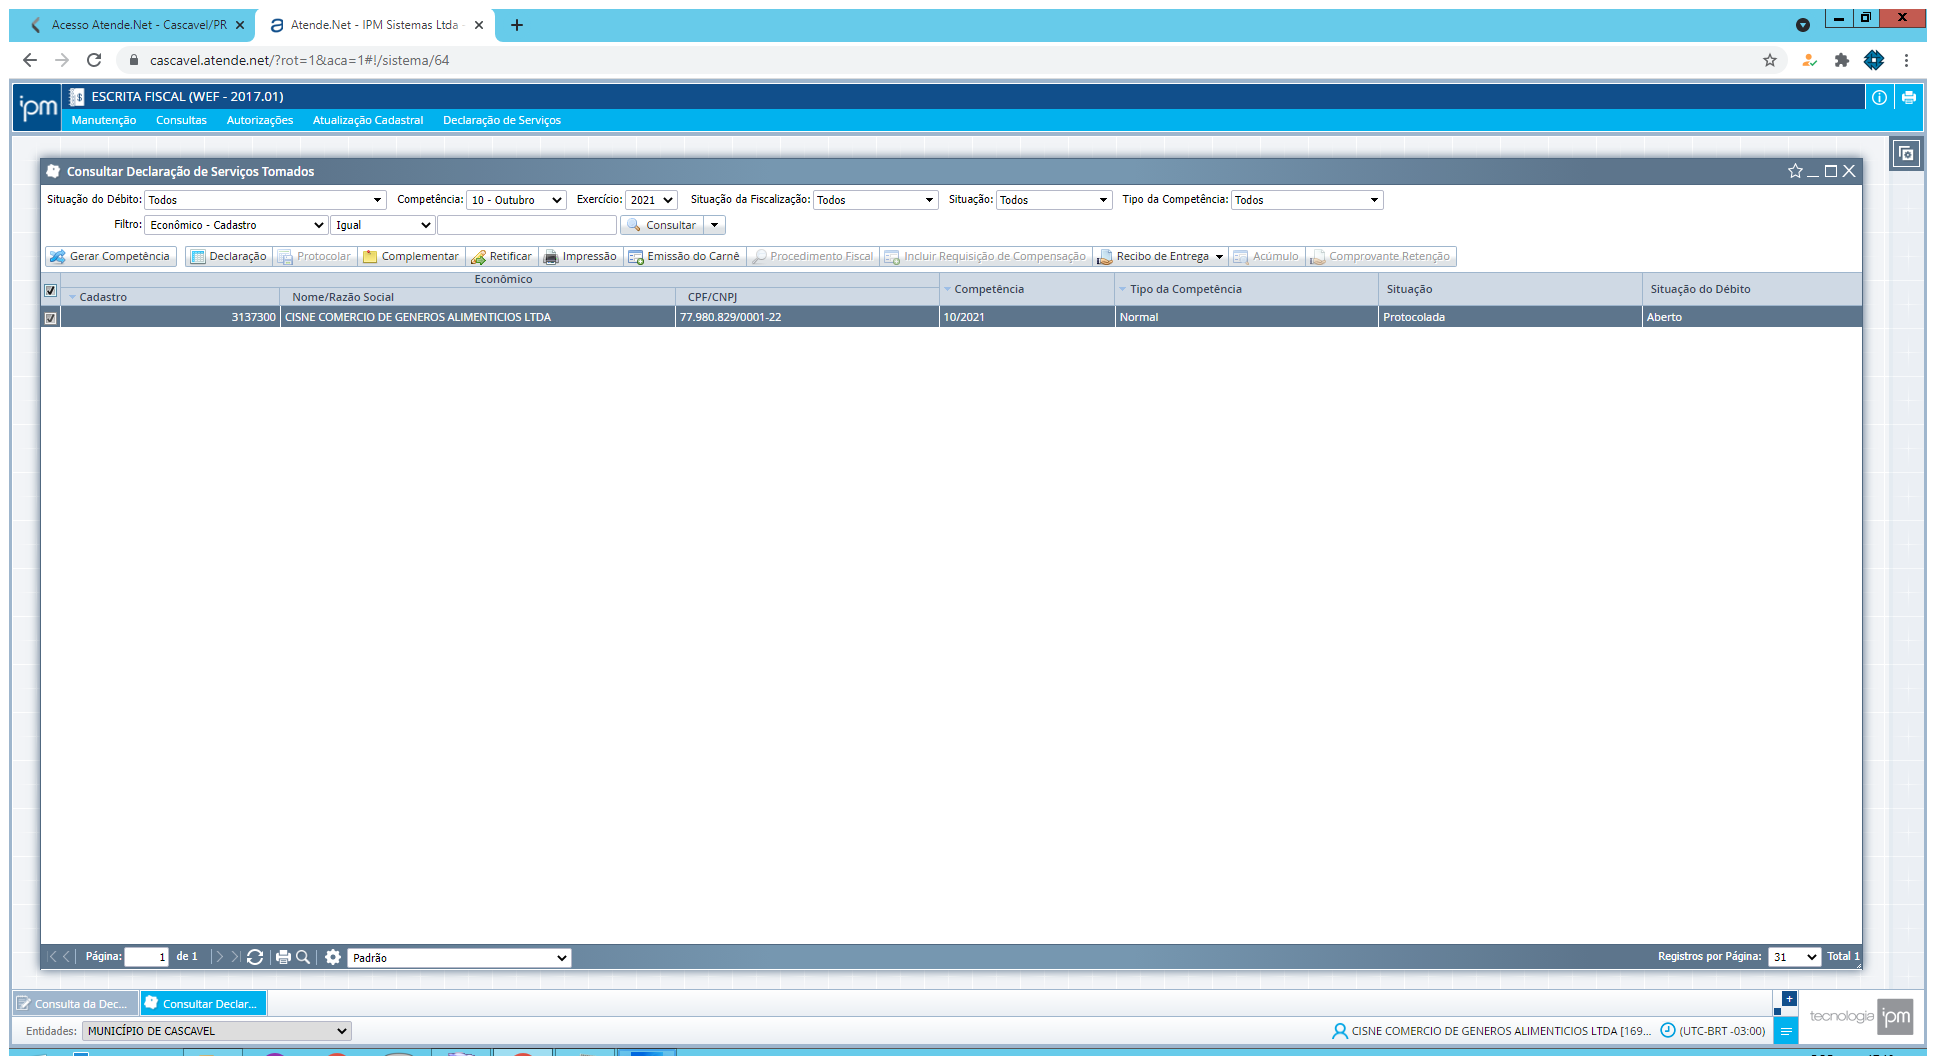 Acesso Atende.Net - Cascavel/PR
Atende.Net - IPM Sistemas Ltda -
cascavel.atende.net/?rot=1&aca=1#!/sistema/64
ipm
ESCRITA FISCAL (WEF - 2017.01)
Manutenção Consultas Autorizações Atualização Cadastral Declaração de Serviços
Consultar Declaração de Serviços Tomados
Situação do Débito: Todos Competência: 10 - Outubro Exercício: 2021 Situação da Fiscalização: Todos Situação: Todos Tipo da Competência: Todos
Filtro: Econômico - Cadastro Igual Consultar
Gerar Competência Declaração Protocolar Complementar Retificar Impressão Emissão do Carnê Procedimento Fiscal Incluir Requisição de Compensação Recibo de Entrega Acúmulo Comprovante Retenção
Econômico
Cadastro Nome/Razão Social CPF/CNPJ Competência Tipo da Competência Situação Situação do Débito
3137300 CISNE COMERCIO DE GENEROS ALIMENTICIOS LTDA 77.980.829/0001-22 10/2021 Normal Protocolada Aberto
Página: 1 de 1 Padrão Registros por Página: 31 Total 1
Consulta da Dec... Consultar Declar...
Entidades: MUNICÍPIO DE CASCAVEL CISNE COMERCIO DE GENEROS ALIMENTICIOS LTDA [169... (UTC-BRT -03:00)
tecnologia ipm